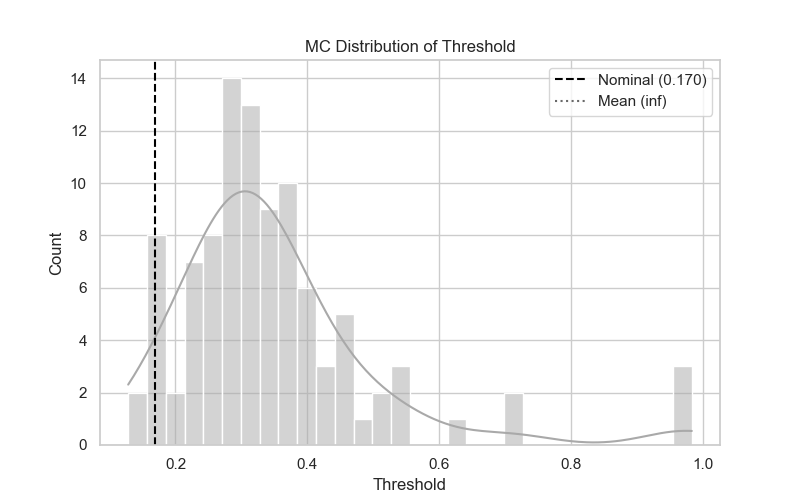 MC Distribution of Threshold
Nominal (0.170)
Mean (inf)
Count
14
12
10
8
6
4
2
0
0.2 0.4 0.6 0.8 1.0
Threshold